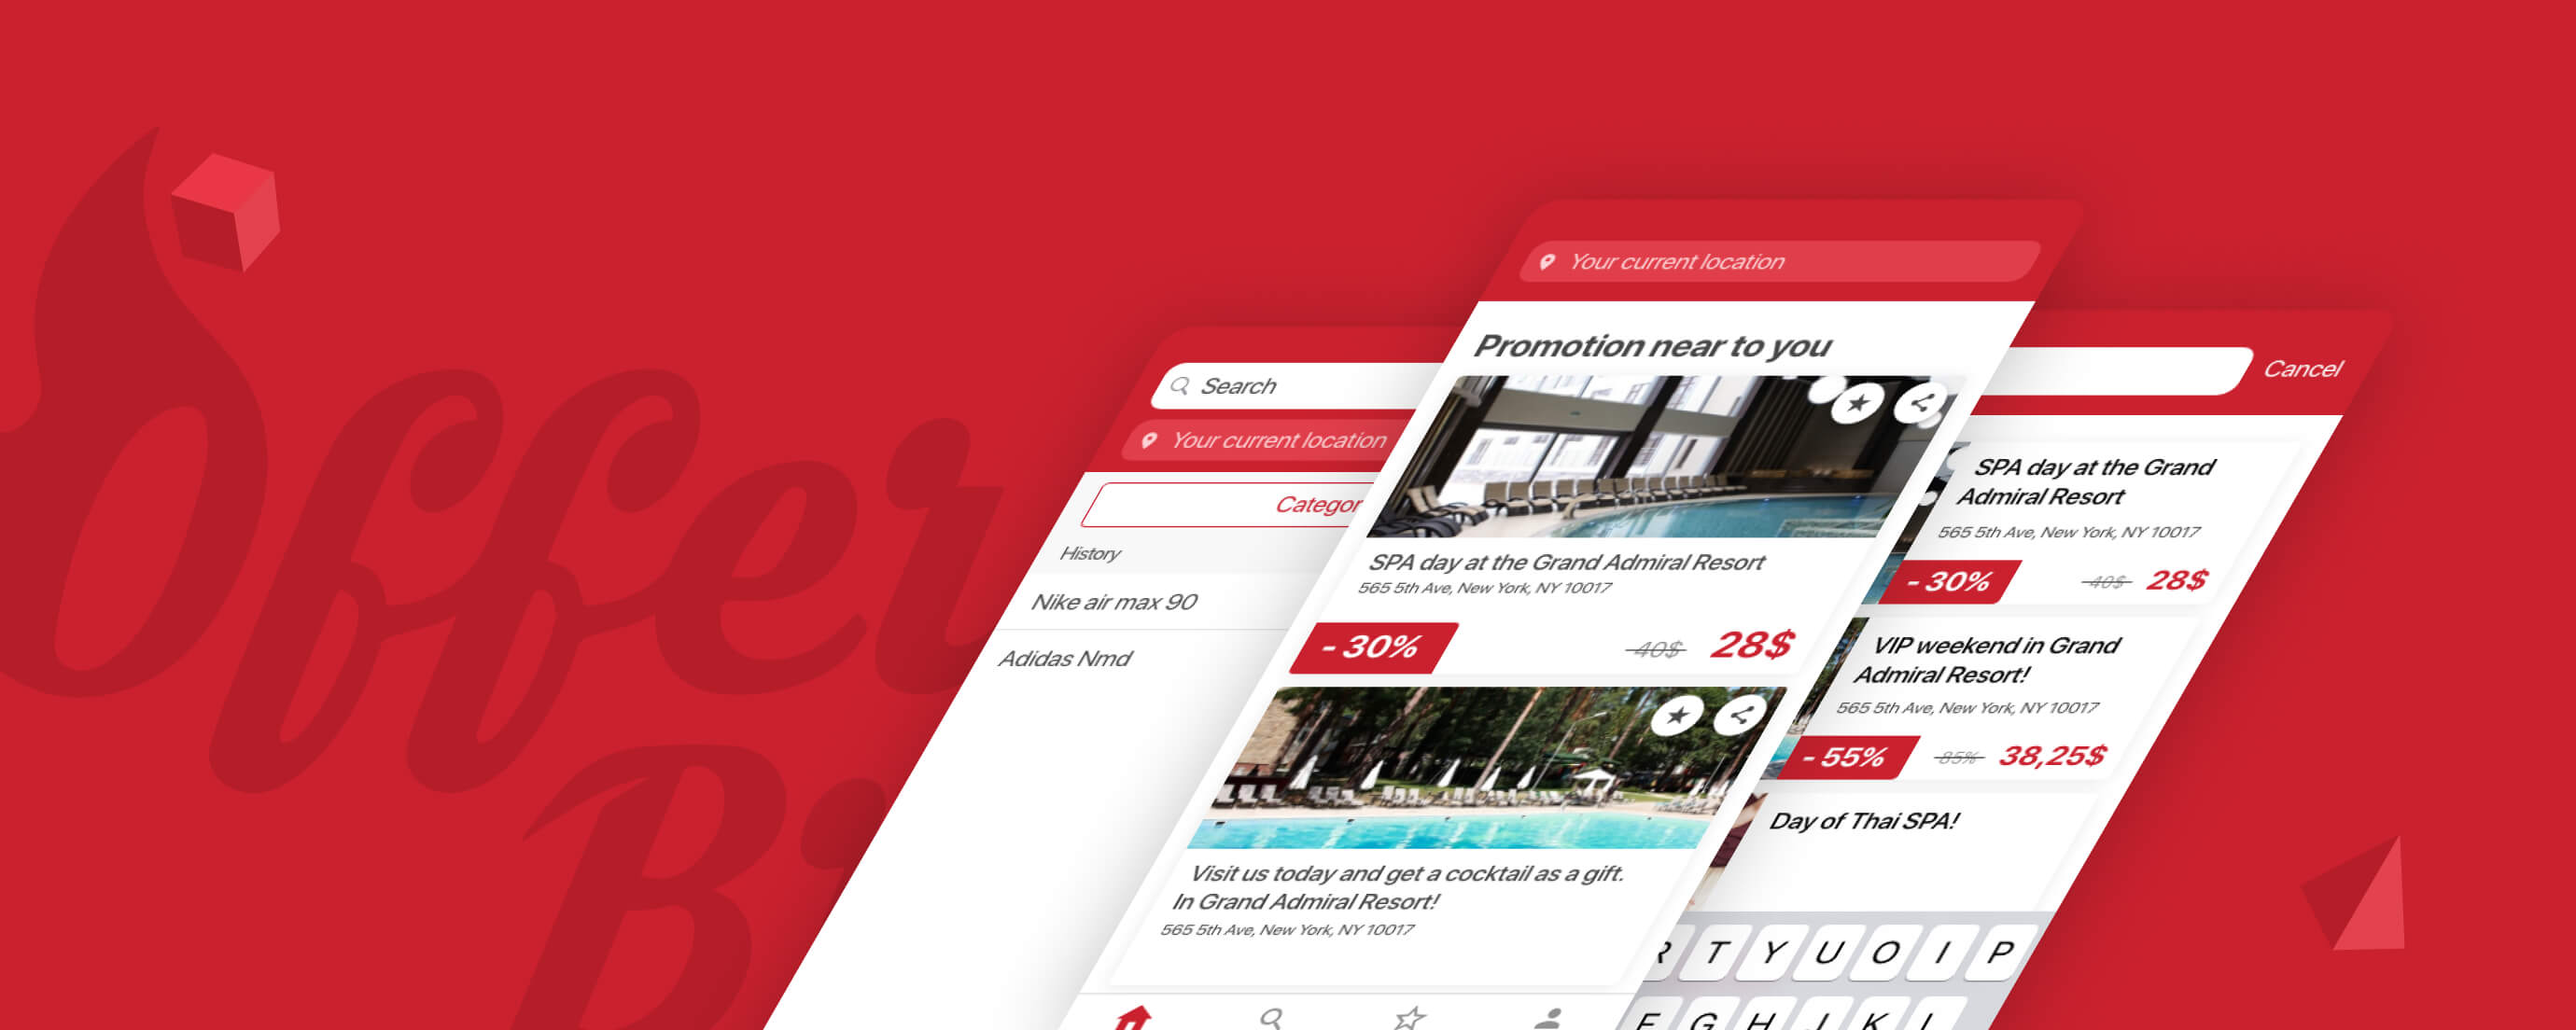 Offer
B
Search
Your current location
Categor
History
Nike air max 90
Adidas Nmd
Your current location
Promotion near to you
SPA day at the Grand Admiral Resort
565 5th Ave, New York, NY 10017
- 30% 40$ 28$
Visit us today and get a cocktail as a gift.
In Grand Admiral Resort!
565 5th Ave, New York, NY 10017
Cancel
SPA day at the Grand
Admiral Resort
565 5th Ave, New York, NY 10017
- 30% 40$ 28$
VIP weekend in Grand
Admiral Resort!
565 5th Ave, New York, NY 10017
- 55% 85% 38,25$
Day of Thai SPA!
R T Y U O I P
F G H J K L